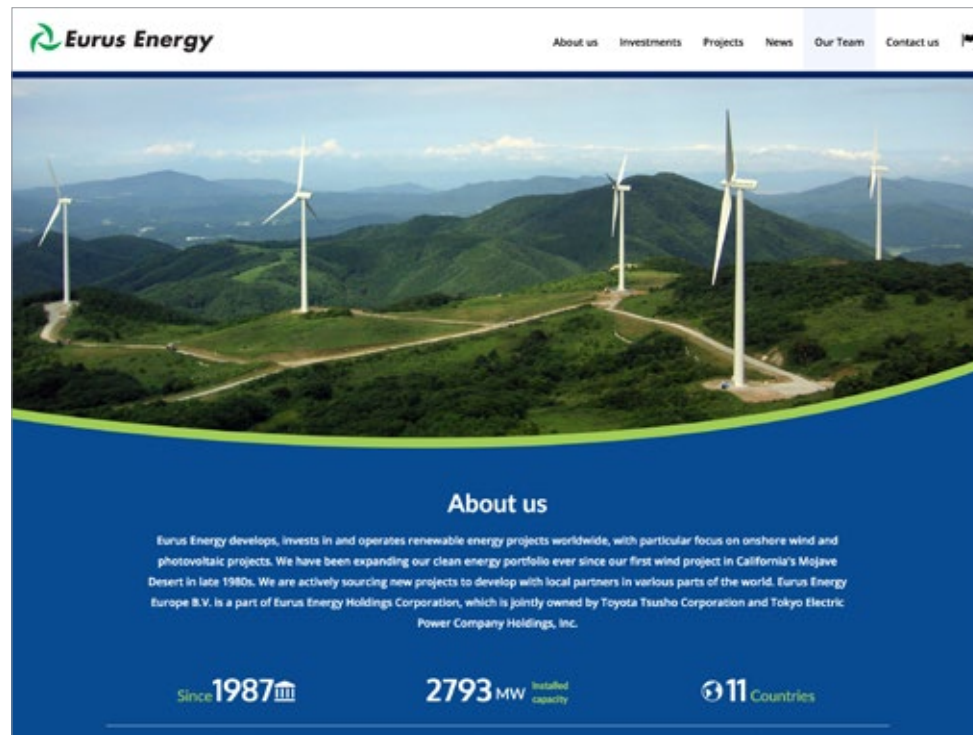 Eurus Energy
About us Investments Projects News Our Team Contact us
About us
Eurus Energy develops, invests in and operates renewable energy projects worldwide, with particular focus on onshore wind and
photovoltaic projects. We have been expanding our clean energy portfolio ever since our first wind project in California's Mojave
Desert in late 1980s. We are actively sourcing new projects to develop with local partners in various parts of the world. Eurus Energy
Europe B.V. is a part of Eurus Energy Holdings Corporation, which is jointly owned by Toyota Tsusho Corporation and Tokyo Electric
Power Company Holdings, Inc.
Since 1987
2793 MW Installed capacity
11 Countries